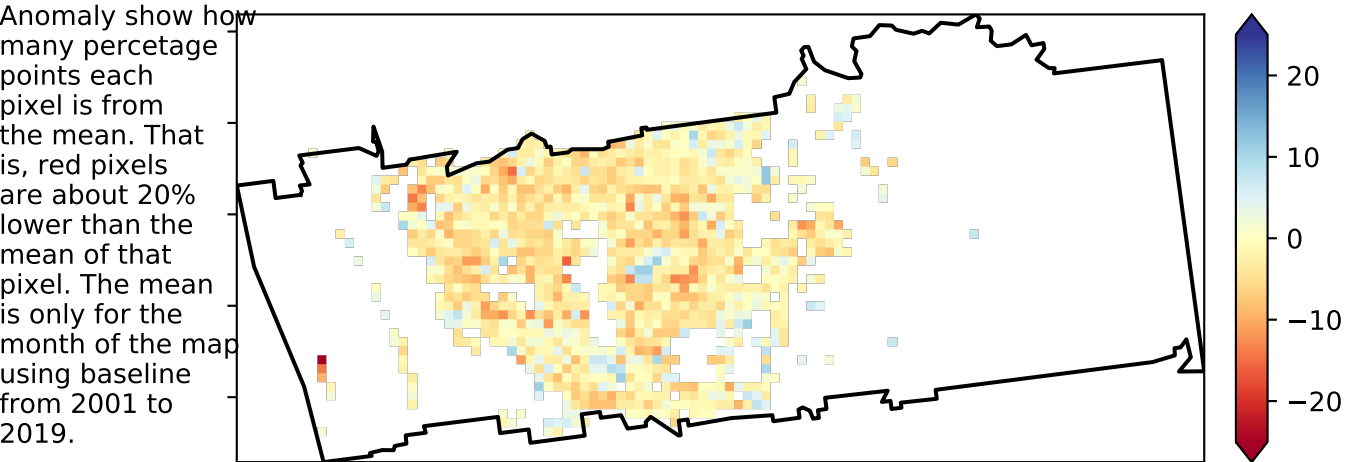 Anomaly show how
many percetage
points each
pixel is from
the mean. That
is, red pixels
are about 20%
lower than the
mean of that
pixel. The mean
is only for the
month of the map
using baseline
from 2001 to
2019.
20
10
0
−10
−20